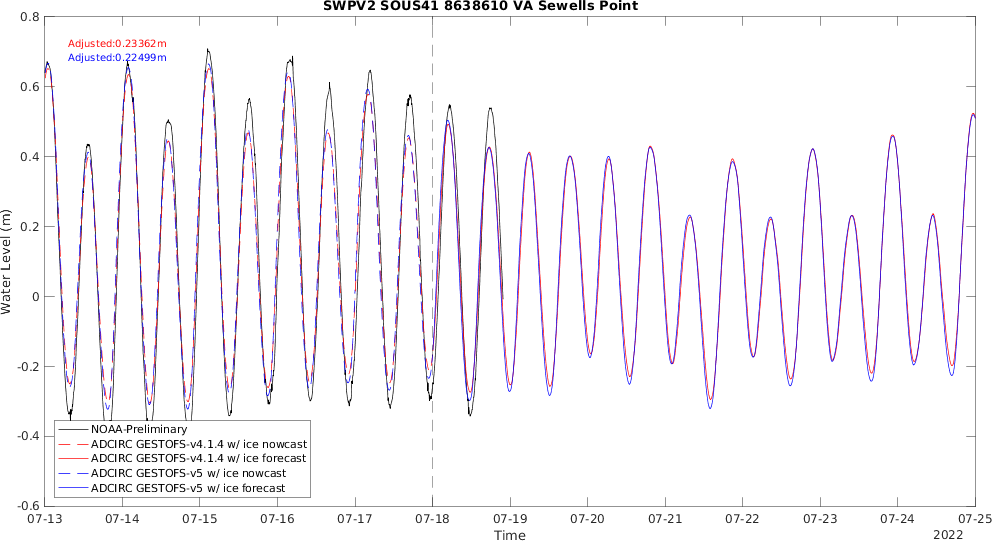 SWPV2 SOUS41 8638610 VA Sewells Point
Adjusted:0.23362m
Adjusted:0.22499m
Water Level (m)
0.8
0.6
0.4
0.2
0
-0.2
-0.4
-0.6
NOAA-Preliminary
ADCIRC GESTOFS-v4.1.4 w/ ice nowcast
ADCIRC GESTOFS-v4.1.4 w/ ice forecast
ADCIRC GESTOFS-v5 w/ ice nowcast
ADCIRC GESTOFS-v5 w/ ice forecast
07-13 07-14 07-15 07-16 07-17 07-18 07-19 07-20 07-21 07-22 07-23 07-24 07-25
Time
2022